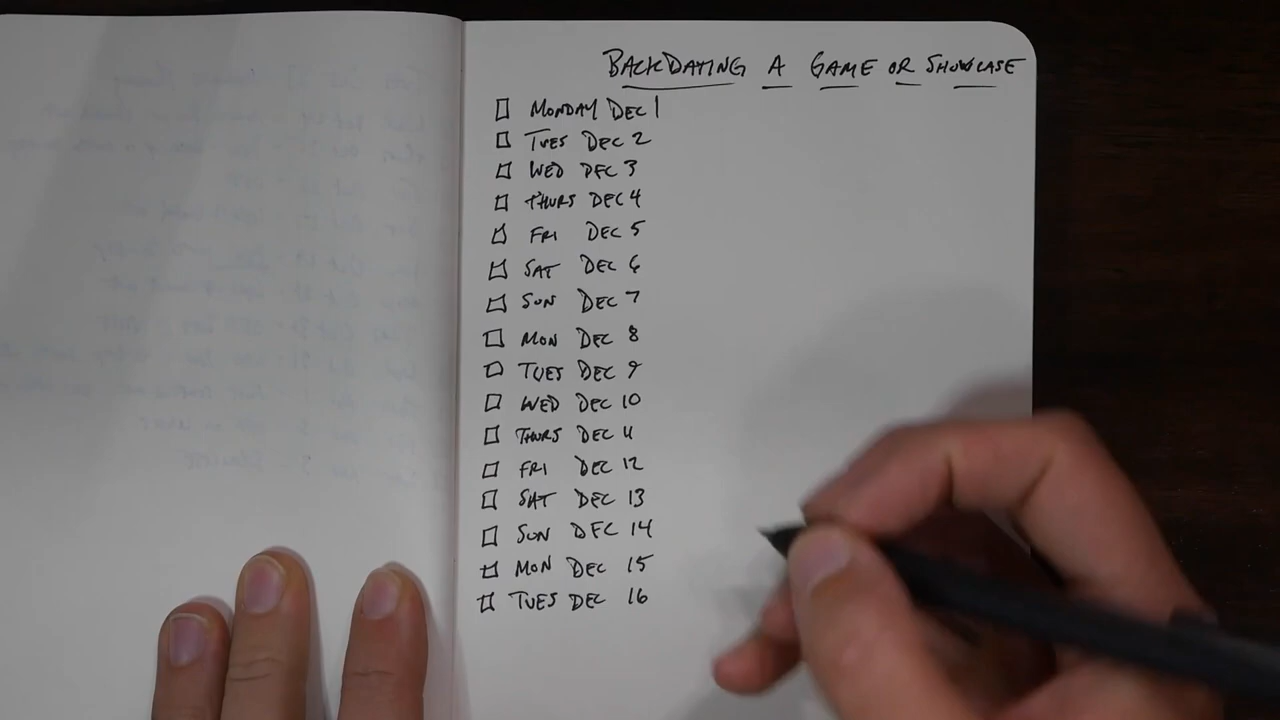 BACKDATING A GAME OR SHOWCASE
MONDAY DEC 1
TUES DEC 2
WED DEC 3
THURS DEC 4
FRI DEC 5
SAT DEC 6
SUN DEC 7
MON DEC 8
TUES DEC 9
WED DEC 10
THURS DEC 11
FRI DEC 12
SAT DEC 13
SUN DEC 14
MON DEC 15
TUES DEC 16